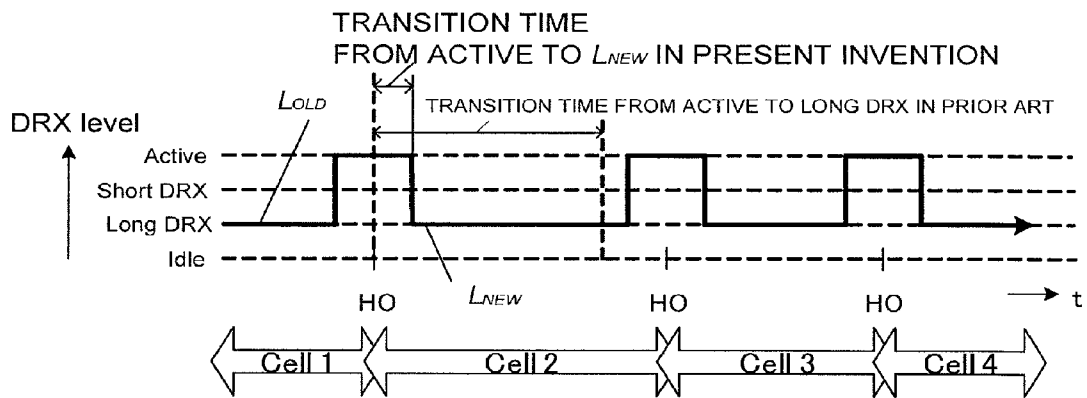 TRANSITION TIME
FROM ACTIVE TO LNEW IN PRESENT INVENTION
LOLD
TRANSITION TIME FROM ACTIVE TO LONG DRX IN PRIOR ART
DRX level
Active
Short DRX
Long DRX
Idle
LNEW
HO
HO
HO
t
Cell 1
Cell 2
Cell 3
Cell 4